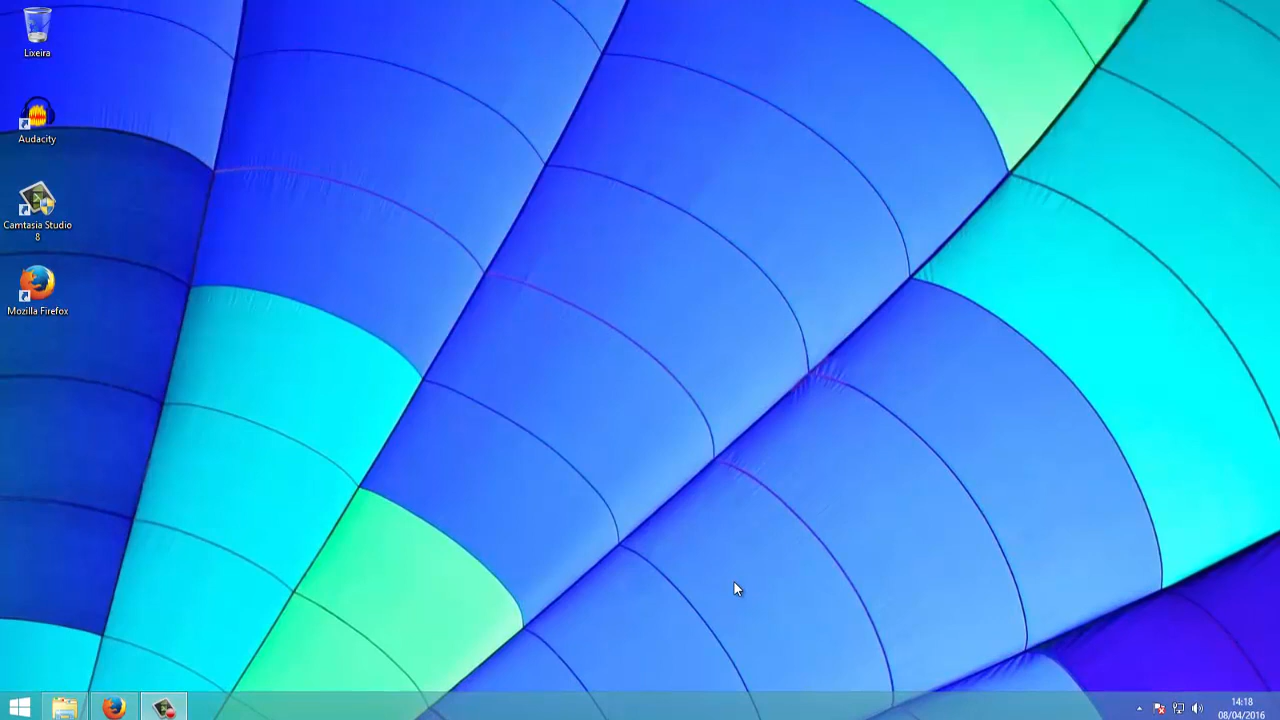 Lixeira
Audacity
Camtasia Studio
8
Mozilla Firefox
14:18
08/04/2016